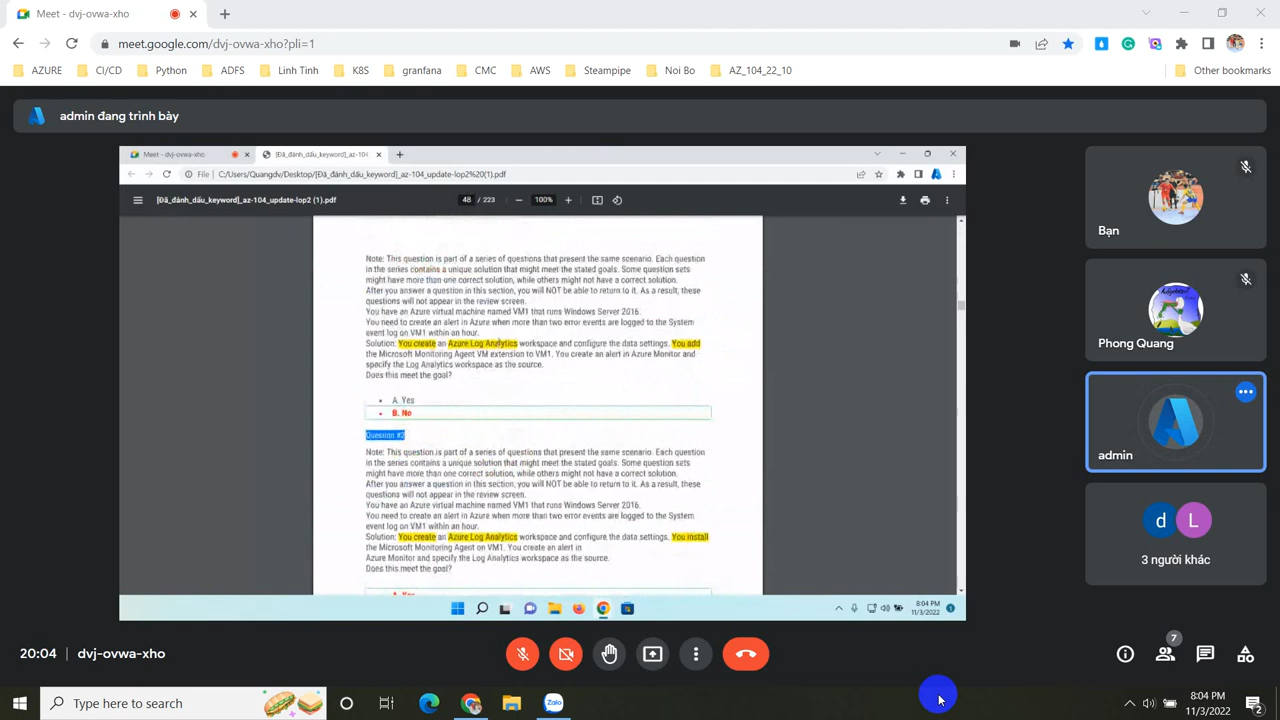 Meet - dvj-ovwa-xho
meet.google.com/dvj-ovwa-xho?pli=1
AZURE CI/CD Python ADFS Linh Tinh K8S granfana CMC AWS Steampipe Noi Bo AZ_104_22_10 Other bookmarks
admin đang trình bày
Meet - dvj-ovwa-xho [Đã_đánh_dấu_keyword]_az-104
File C:/Users/Quangdv/Desktop/[Đã_đánh_dấu_keyword]_az-104_update-lop2%20(1).pdf
[Đã_đánh_dấu_keyword]_az-104_update-lop2 (1).pdf 48 / 223 100%
Note: This question is part of a series of questions that present the same scenario. Each question
in the series contains a unique solution that might meet the stated goals. Some question sets
might have more than one correct solution, while others might not have a correct solution.
After you answer a question in this section, you will NOT be able to return to it. As a result, these
questions will not appear in the review screen.
You have an Azure virtual machine named VM1 that runs Windows Server 2016.
You need to create an alert in Azure when more than two error events are logged to the System
event log on VM1 within an hour.
Solution: You create an Azure Log Analytics workspace and configure the data settings. You add
the Microsoft Monitoring Agent VM extension to VM1. You create an alert in Azure Monitor and
specify the Log Analytics workspace as the source.
Does this meet the goal?
A. Yes
B. No
Question #2
Note: This question is part of a series of questions that present the same scenario. Each question
in the series contains a unique solution that might meet the stated goals. Some question sets
might have more than one correct solution, while others might not have a correct solution.
After you answer a question in this section, you will NOT be able to return to it. As a result, these
questions will not appear in the review screen.
You have an Azure virtual machine named VM1 that runs Windows Server 2016.
You need to create an alert in Azure when more than two error events are logged to the System
event log on VM1 within an hour.
Solution: You create an Azure Log Analytics workspace and configure the data settings. You install
the Microsoft Monitoring Agent on VM1. You create an alert in
Azure Monitor and specify the Log Analytics workspace as the source.
Does this meet the goal?
A. Yes
8:04 PM
11/3/2022
1
Bạn
Phong Quang
admin
d L
3 người khác
20:04 | dvj-ovwa-xho
7
Type here to search
Zalo
8:04 PM
11/3/2022
2